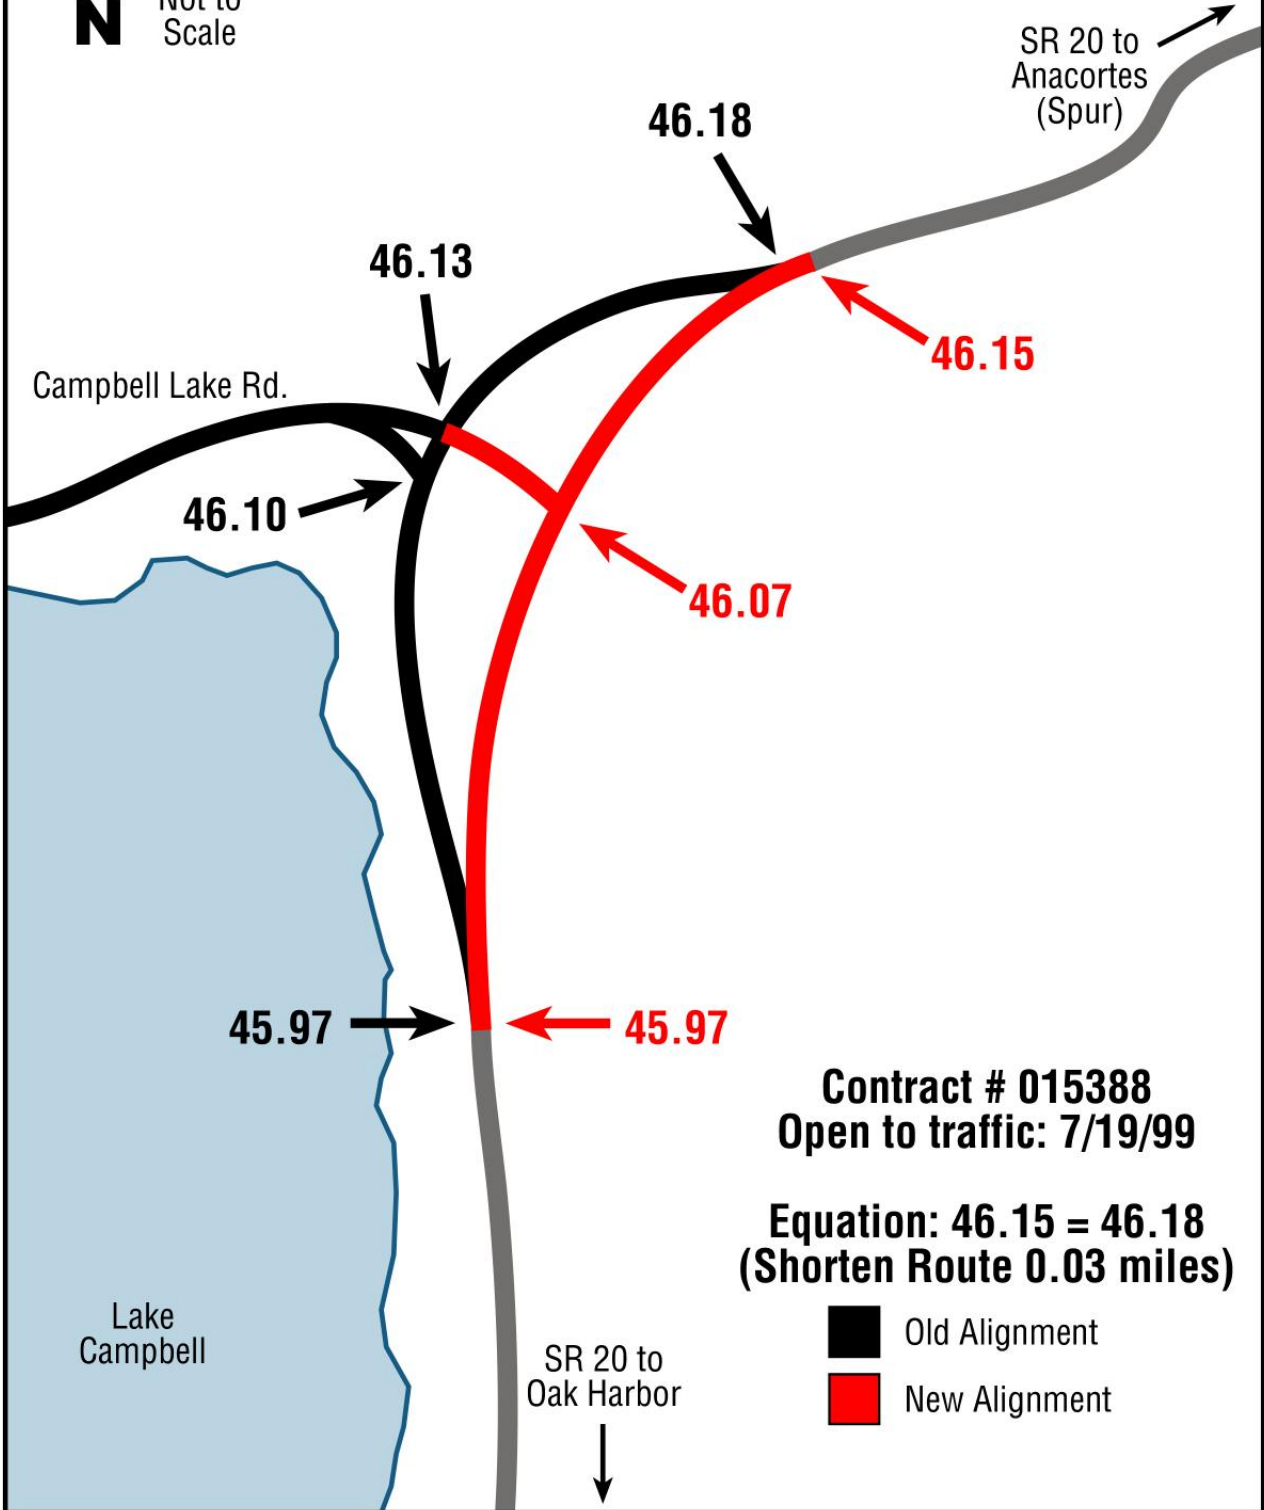 N
Not to
Scale
SR 20 to
Anacortes
(Spur)
46.18
46.13
46.15
Campbell Lake Rd.
46.10
46.07
45.97
45.97
Contract # 015388
Open to traffic: 7/19/99
Equation: 46.15 = 46.18
(Shorten Route 0.03 miles)
Lake
Campbell
Old Alignment
SR 20 to
Oak Harbor
New Alignment